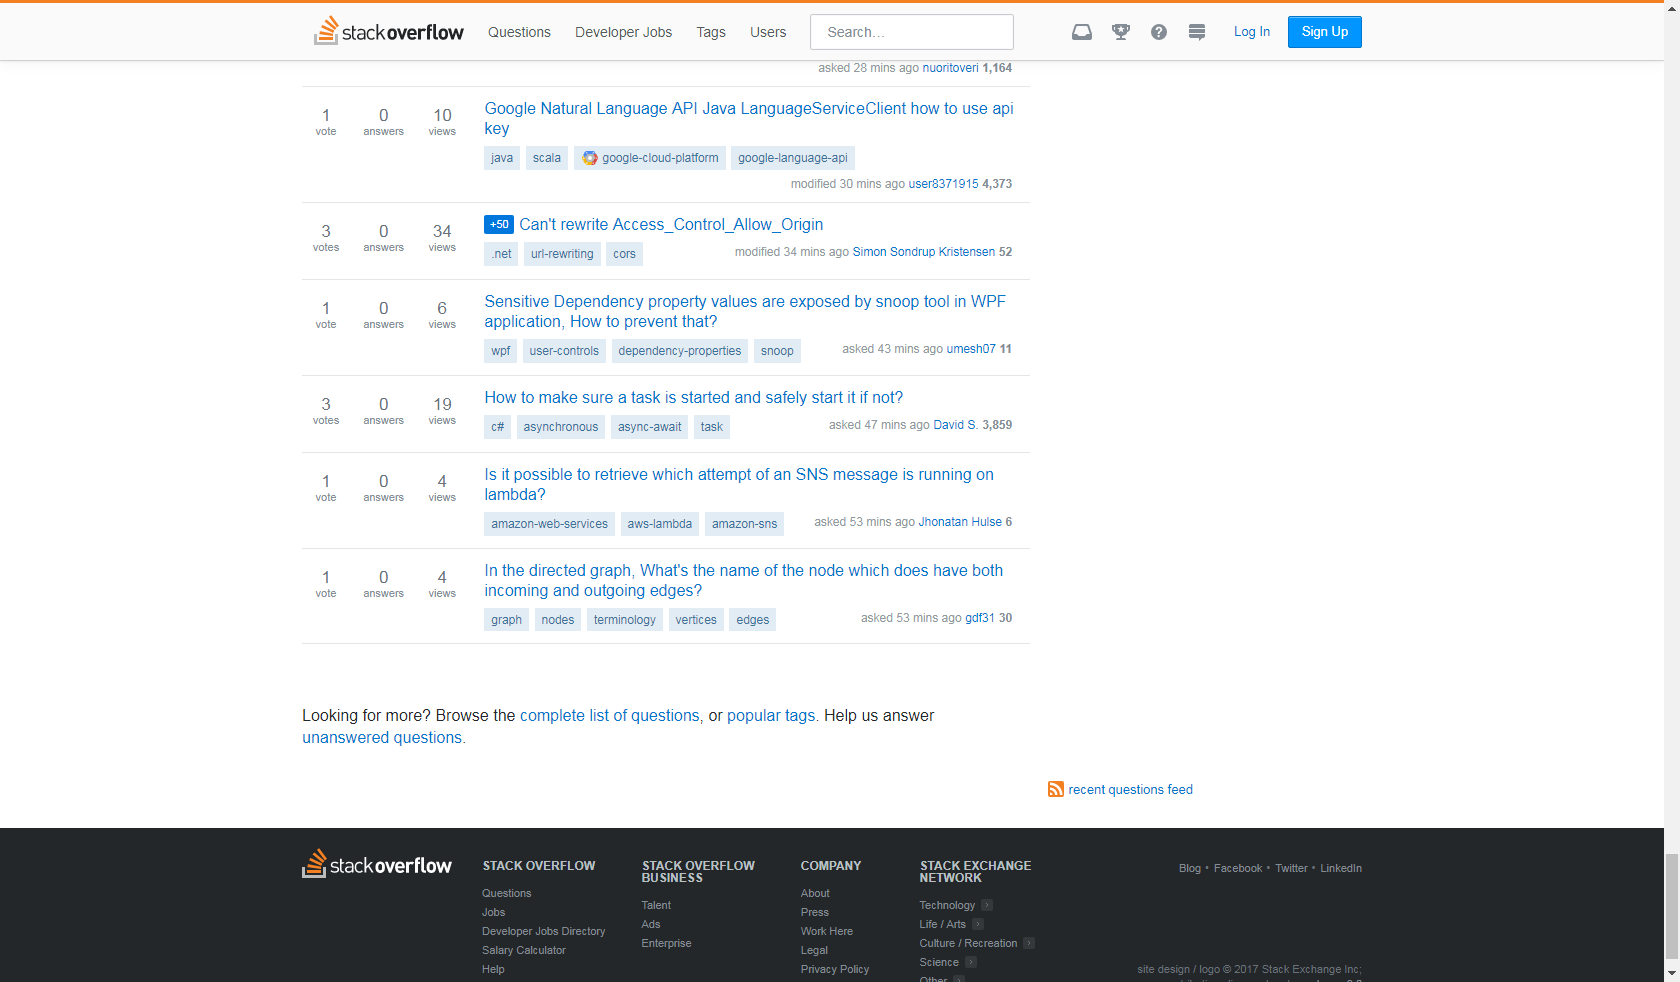 stackoverflow Questions Developer Jobs Tags Users Search... Log In Sign Up
asked 28 mins ago nuoritoveri 1,164
1 vote 0 answers 10 views
Google Natural Language API Java LanguageServiceClient how to use api
key
java scala google-cloud-platform google-language-api
modified 30 mins ago user8371915 4,373
3 votes 0 answers 34 views
+50 Can't rewrite Access_Control_Allow_Origin
.net url-rewriting cors
modified 34 mins ago Simon Sondrup Kristensen 52
1 vote 0 answers 6 views
Sensitive Dependency property values are exposed by snoop tool in WPF
application, How to prevent that?
wpf user-controls dependency-properties snoop
asked 43 mins ago umesh07 11
3 votes 0 answers 19 views
How to make sure a task is started and safely start it if not?
c# asynchronous async-await task
asked 47 mins ago David S. 3,859
1 vote 0 answers 4 views
Is it possible to retrieve which attempt of an SNS message is running on
lambda?
amazon-web-services aws-lambda amazon-sns
asked 53 mins ago Jhonatan Hulse 6
1 vote 0 answers 4 views
In the directed graph, What's the name of the node which does have both
incoming and outgoing edges?
graph nodes terminology vertices edges
asked 53 mins ago gdf31 30
Looking for more? Browse the complete list of questions, or popular tags. Help us answer
unanswered questions.
recent questions feed
stackoverflow
STACK OVERFLOW
Questions
Jobs
Developer Jobs Directory
Salary Calculator
Help
STACK OVERFLOW
BUSINESS
Talent
Ads
Enterprise
COMPANY
About
Press
Work Here
Legal
Privacy Policy
STACK EXCHANGE
NETWORK
Technology
Life / Arts
Culture / Recreation
Science
Other
Blog • Facebook • Twitter • LinkedIn
site design / logo © 2017 Stack Exchange Inc;